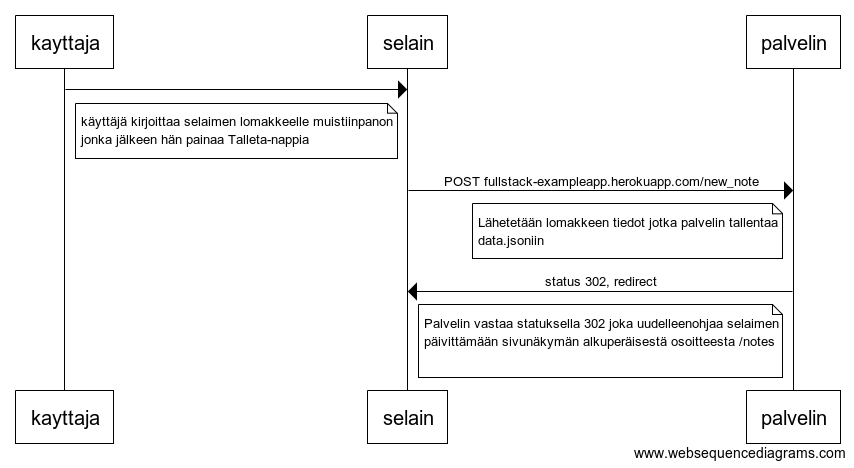 kayttaja
selain
palvelin
käyttäjä kirjoittaa selaimen lomakkeelle muistiinpanon
jonka jälkeen hän painaa Talleta-nappia
POST fullstack-exampleapp.herokuapp.com/new_note
Lähetetään lomakkeen tiedot jotka palvelin tallentaa
data.jsoniin
status 302, redirect
Palvelin vastaa statuksella 302 joka uudelleenohjaa selaimen
päivittämään sivunäkymän alkuperäisestä osoitteesta /notes
kayttaja
selain
palvelin
www.websequencediagrams.com